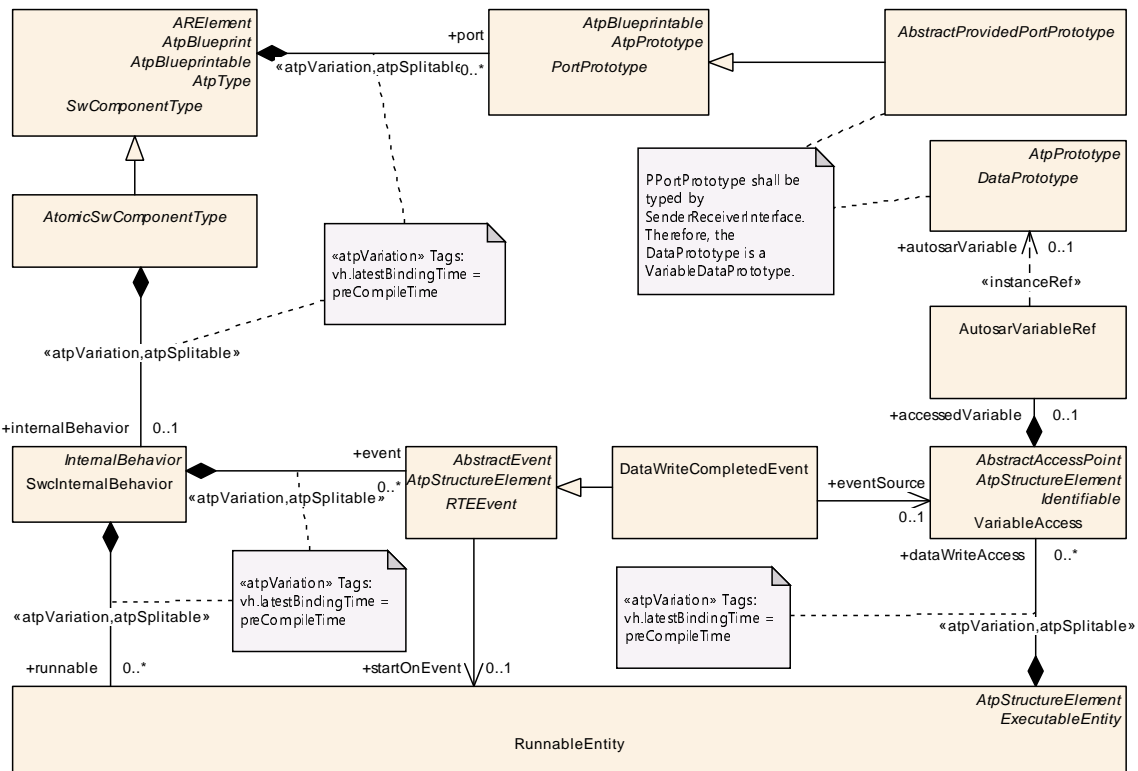 ARElement
AtpBlueprint
AtpBlueprintable
AtpType
SwComponentType
+port
«atpVariation,atpSplitable»
0..*
AtpBlueprintable
AtpPrototype
PortPrototype
AbstractProvidedPortPrototype
PPortPrototype shall be
typed by
SenderReceiverInterface.
Therefore, the
DataPrototype is a
VariableDataPrototype.
AtpPrototype
DataPrototype
AtomicSwComponentType
«atpVariation» Tags:
vh.latestBindingTime =
preCompileTime
+autosarVariable
0..1
«instanceRef»
AutosarVariableRef
«atpVariation,atpSplitable»
+accessedVariable
0..1
+internalBehavior
0..1
InternalBehavior
SwcInternalBehavior
+event
0..*
«atpVariation,atpSplitable»
AbstractEvent
AtpStructureElement
RTEEvent
DataWriteCompletedEvent
+eventSource
0..1
AbstractAccessPoint
AtpStructureElement
Identifiable
VariableAccess
+dataWriteAccess
0..*
«atpVariation» Tags:
vh.latestBindingTime =
preCompileTime
«atpVariation» Tags:
vh.latestBindingTime =
preCompileTime
«atpVariation,atpSplitable»
«atpVariation,atpSplitable»
+runnable
0..*
+startOnEvent
0..1
AtpStructureElement
ExecutableEntity
RunnableEntity